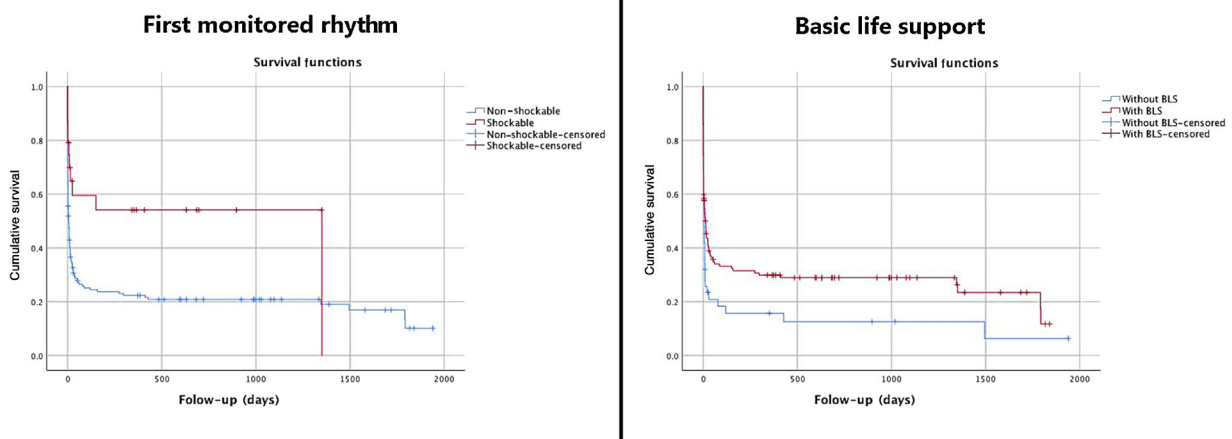 First monitored rhythm
Survival functions
1.0
0.8
0.6
0.4
0.2
0.0
Cumulative survival
0 500 1000 1500 2000
Folow-up (days)
Non-shockable
Shockable
Non-shockable-censored
Shockable-censored
Basic life support
Survival functions
1.0
0.8
0.6
0.4
0.2
0.0
Cumulative survival
0 500 1000 1500 2000
Folow-up (days)
Without BLS
With BLS
Without BLS-censored
With BLS-censored